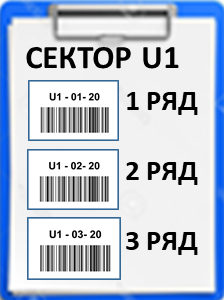 СЕКТОР U1
U1 - 01- 20
1 РЯД
U1 - 02- 20
2 РЯД
U1 - 03- 20
3 РЯД